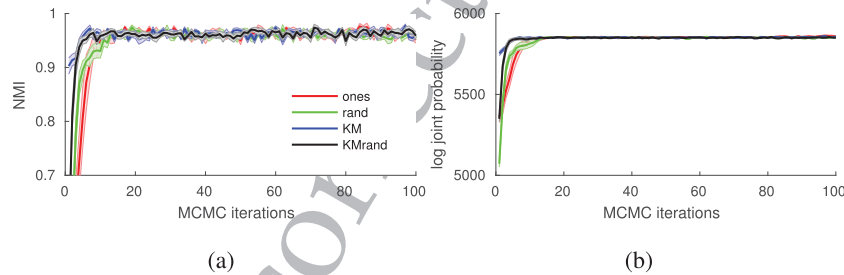 1
0.9
0.8
0.7
NMI
0 20 40 60 80 100
MCMC iterations
ones
rand
KM
KMrand
(a)
6000
5500
5000
log joint probability
0 20 40 60 80 100
MCMC iterations
(b)